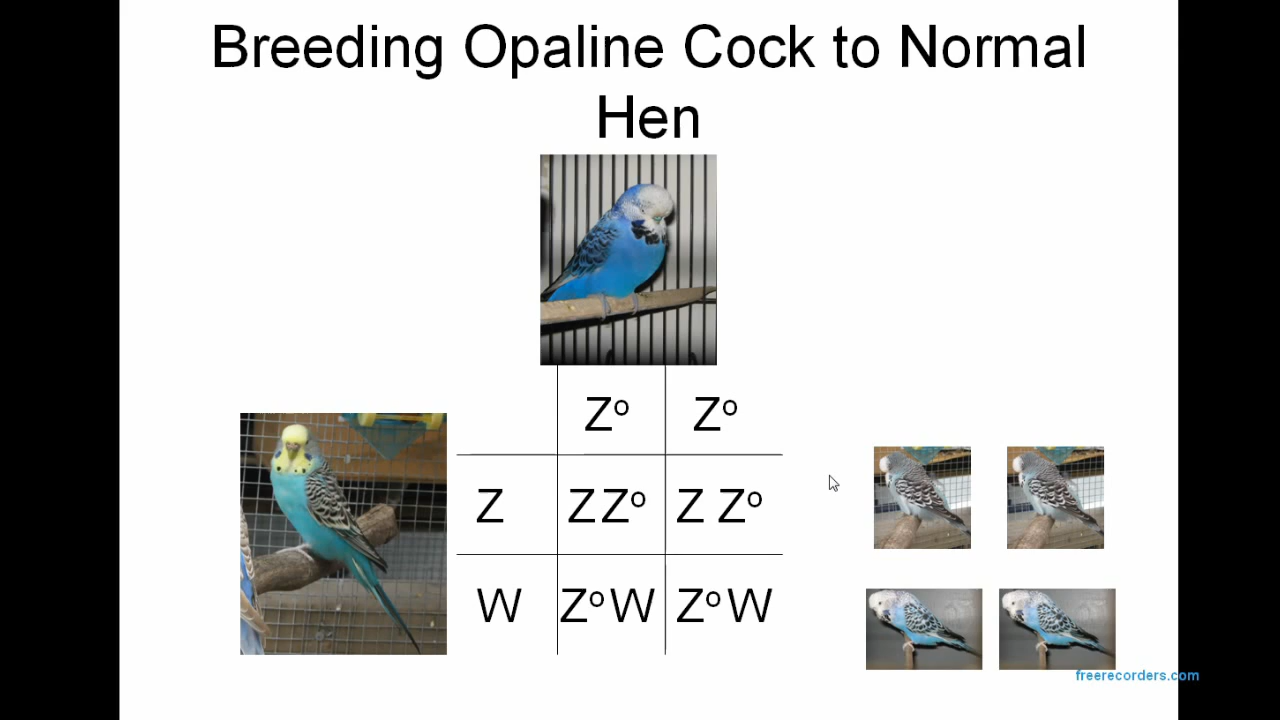 Breeding Opaline Cock to Normal
Hen
Zº Zº
Z ZZº Z Zº
W ZºW ZºW
freerecorders.com